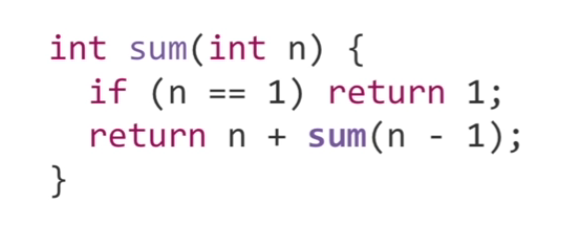 int sum(int n) {
  if (n == 1) return 1;
  return n + sum(n - 1);
}